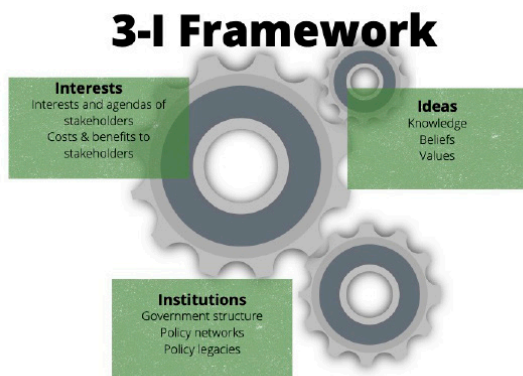 3-I Framework
Interests
Interests and agendas of
stakeholders
Costs & benefits to
stakeholders
Ideas
Knowledge
Beliefs
Values
Institutions
Government structure
Policy networks
Policy legacies